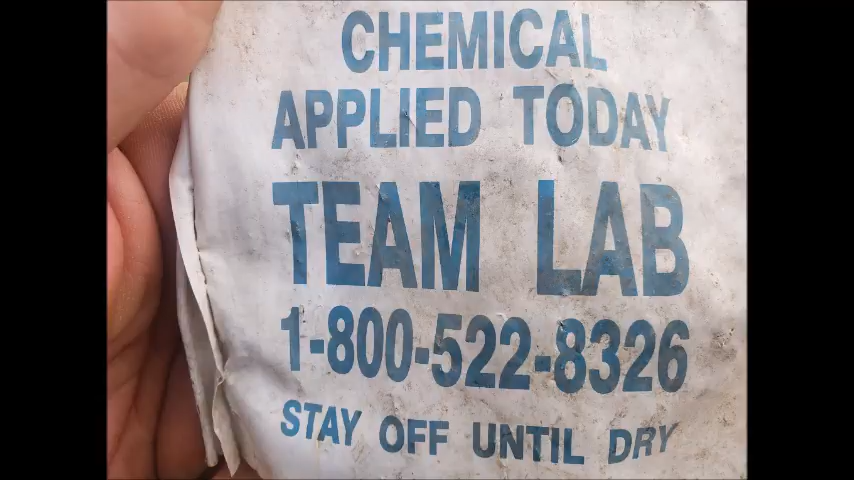 CHEMICAL
APPLIED TODAY
TEAM LAB
1-800-522-8326
STAY OFF UNTIL DRY